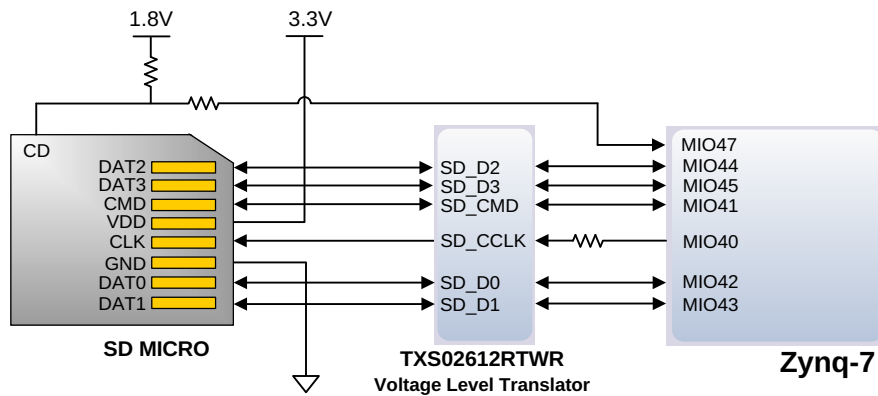 1.8V
3.3V
CD
DAT2
DAT3
CMD
VDD
CLK
GND
DAT0
DAT1
SD MICRO
SD_D2
SD_D3
SD_CMD
SD_CCLK
SD_D0
SD_D1
TXS02612RTWR
Voltage Level Translator
MIO47
MIO44
MIO45
MIO41
MIO40
MIO42
MIO43
Zynq-7